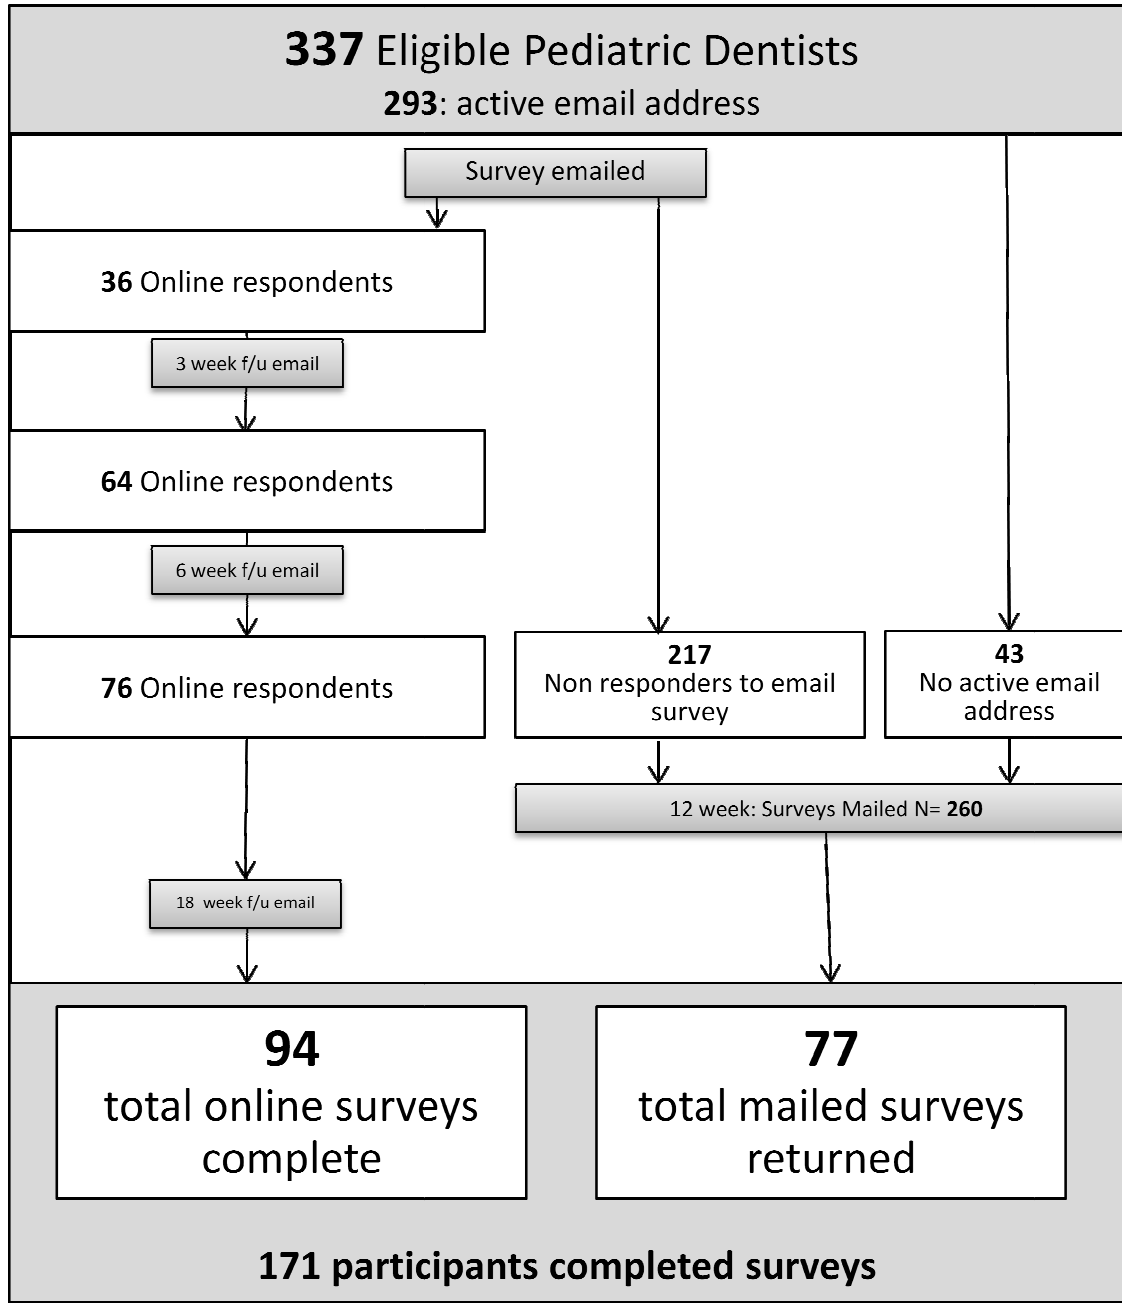 337 Eligible Pediatric Dentists
293: active email address
Survey emailed
36 Online respondents
3 week f/u email
64 Online respondents
6 week f/u email
76 Online respondents
217
Non responders to email
survey
43
No active email
address
12 week: Surveys Mailed N= 260
18 week f/u email
94
total online surveys
complete
77
total mailed surveys
returned
171 participants completed surveys